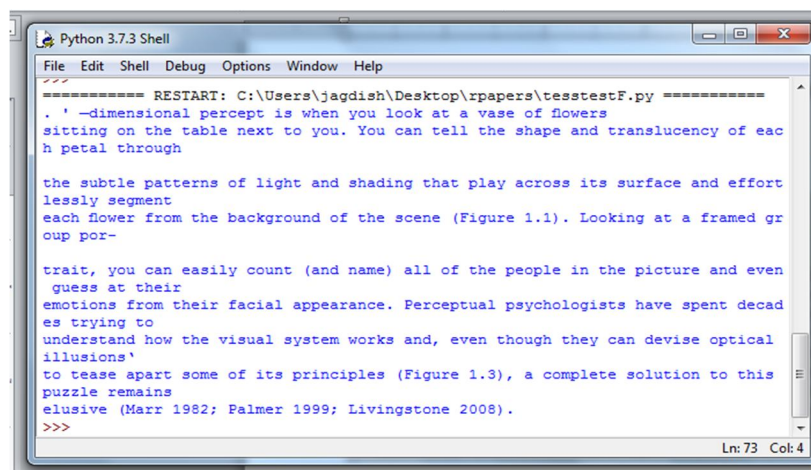 Python 3.7.3 Shell
File Edit Shell Debug Options Window Help
>>>
=========== RESTART: C:\Users\jagdish\Desktop\rpapers\tesstestF.py ===========
. ' —dimensional percept is when you look at a vase of flowers
sitting on the table next to you. You can tell the shape and translucency of eac
h petal through
the subtle patterns of light and shading that play across its surface and effort
lessly segment
each flower from the background of the scene (Figure 1.1). Looking at a framed gr
oup por-
trait, you can easily count (and name) all of the people in the picture and even
guess at their
emotions from their facial appearance. Perceptual psychologists have spent decad
es trying to
understand how the visual system works and, even though they can devise optical
illusions‘
to tease apart some of its principles (Figure 1.3), a complete solution to this
puzzle remains
elusive (Marr 1982; Palmer 1999; Livingstone 2008).
>>>
Ln: 73 Col: 4